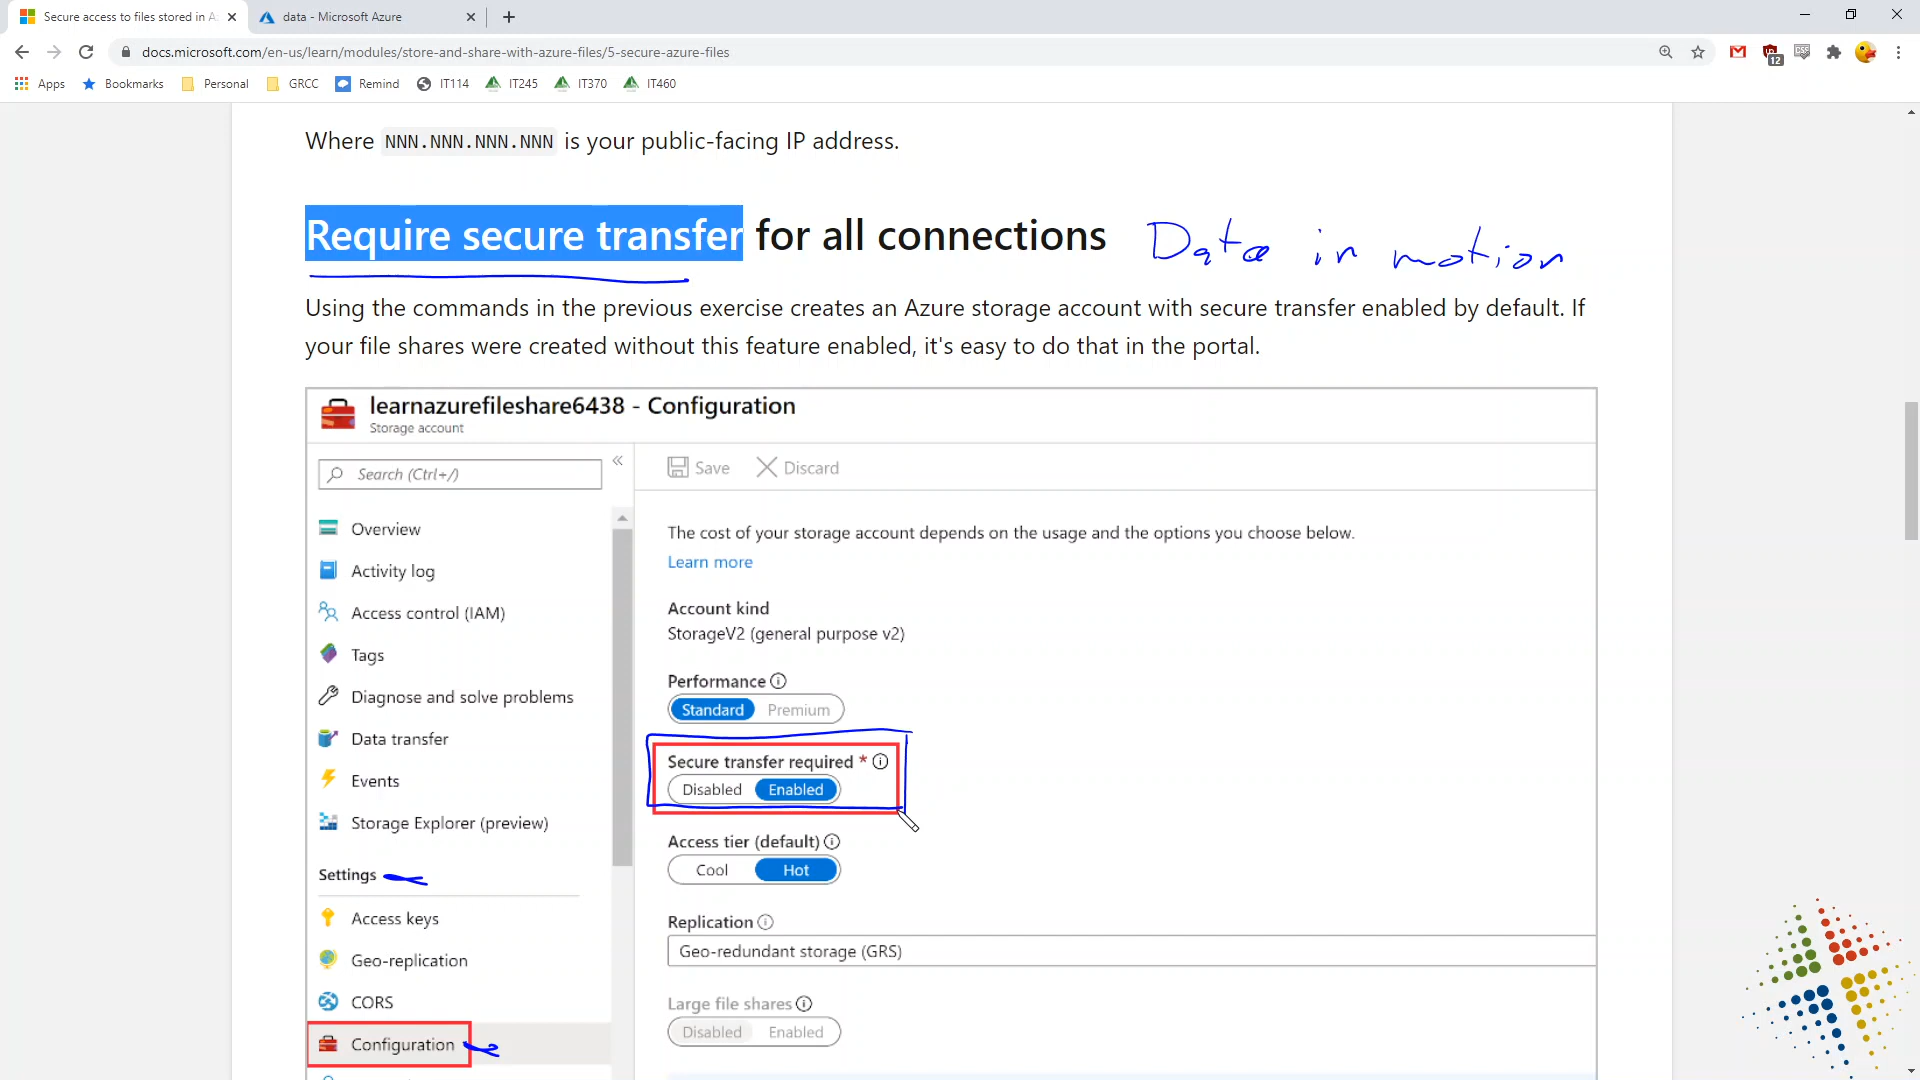 Secure access to files stored in A
data - Microsoft Azure
docs.microsoft.com/en-us/learn/modules/store-and-share-with-azure-files/5-secure-azure-files
12
Apps Bookmarks Personal GRCC Remind IT114 IT245 IT370 IT460
Where NNN.NNN.NNN.NNN is your public-facing IP address.
Require secure transfer for all connections Data in motion
Using the commands in the previous exercise creates an Azure storage account with secure transfer enabled by default. If
your file shares were created without this feature enabled, it's easy to do that in the portal.
learnazurefileshare6438 - Configuration
Storage account
Search (Ctrl+/)
«
Overview
Activity log
Access control (IAM)
Tags
Diagnose and solve problems
Data transfer
Events
Storage Explorer (preview)
Settings
Access keys
Geo-replication
CORS
Configuration
Save Discard
The cost of your storage account depends on the usage and the options you choose below.
Learn more
Account kind
StorageV2 (general purpose v2)
Performance
Standard Premium
Secure transfer required *
Disabled Enabled
Access tier (default)
Cool Hot
Replication
Geo-redundant storage (GRS)
Large file shares
Disabled Enabled